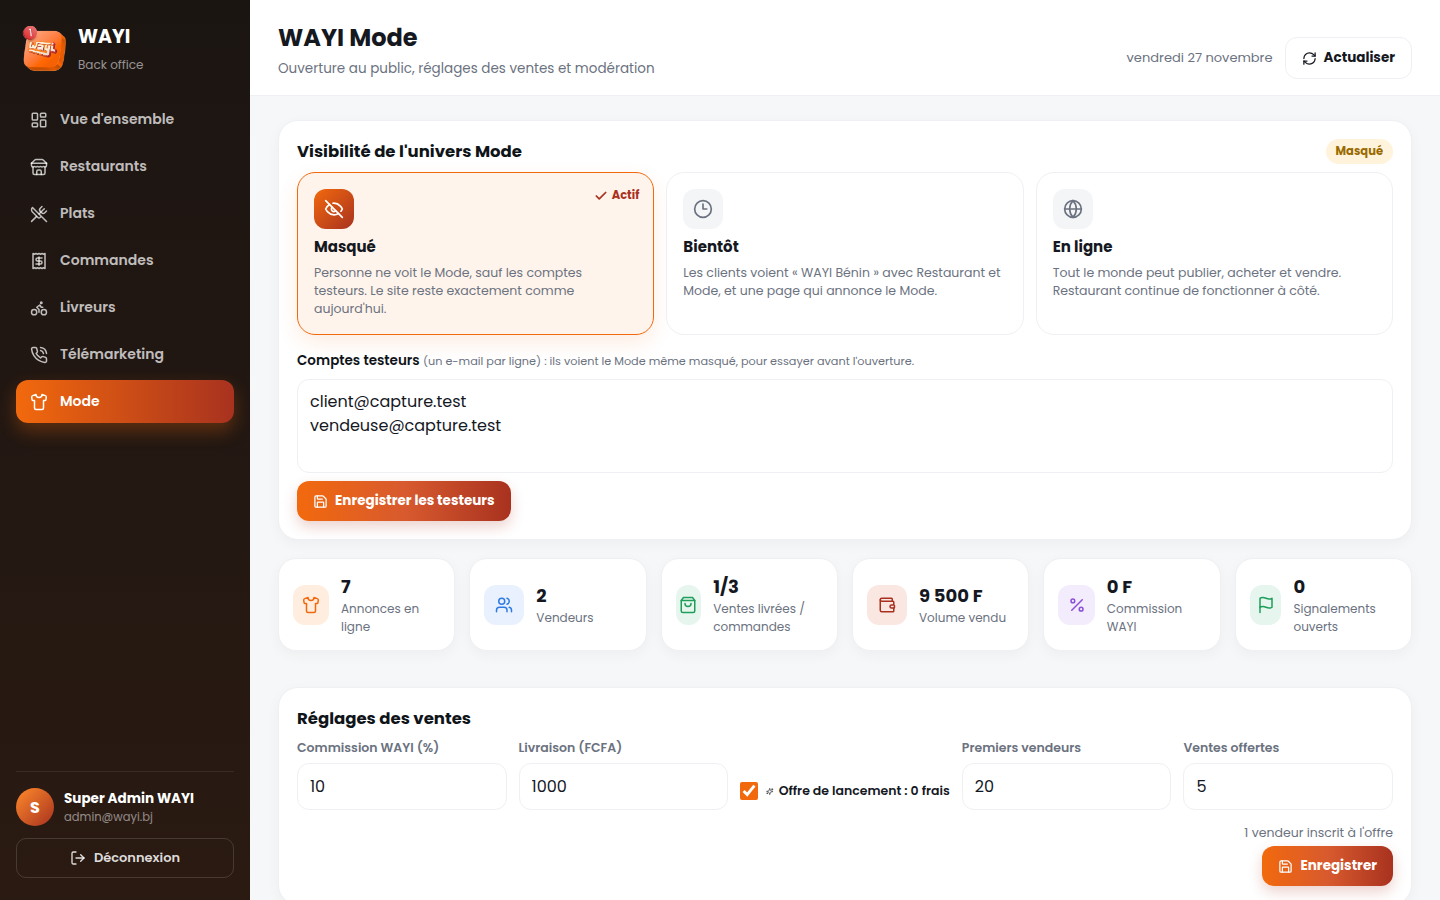 WAYI
Back office
Vue d'ensemble
Restaurants
Plats
Commandes
Livreurs
Télémarketing
Mode
Super Admin WAYI
S
admin@wayi.bj
Déconnexion
WAYI Mode
Ouverture au public, réglages des ventes et modération
vendredi 27 novembre
Actualiser
Visibilité de l'univers Mode
Masqué
Actif
Masqué
Personne ne voit le Mode, sauf les comptes
testeurs. Le site reste exactement comme
aujourd'hui.
Bientôt
Les clients voient « WAYI Bénin » avec Restaurant et
Mode, et une page qui annonce le Mode.
En ligne
Tout le monde peut publier, acheter et vendre.
Restaurant continue de fonctionner à côté.
Comptes testeurs (un e-mail par ligne) : ils voient le Mode même masqué, pour essayer avant l'ouverture.
client@capture.test
vendeuse@capture.test
Enregistrer les testeurs
7
Annonces en
ligne
2
Vendeurs
1/3
Ventes livrées /
commandes
9 500 F
Volume vendu
0 F
Commission
WAYI
0
Signalements
ouverts
Réglages des ventes
Commission WAYI (%)
10
Livraison (FCFA)
1000
Offre de lancement : 0 frais
Premiers vendeurs
20
Ventes offertes
5
1 vendeur inscrit à l'offre
Enregistrer